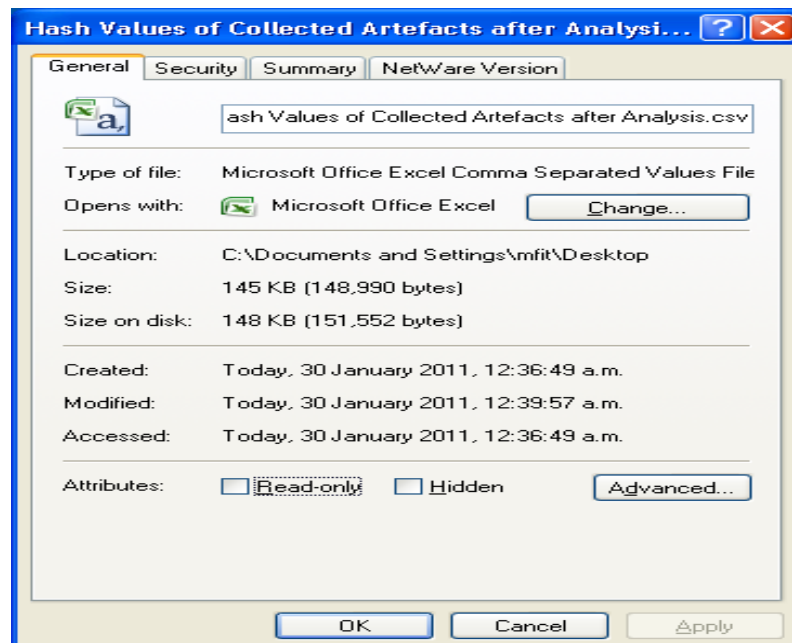 Hash Values of Collected Artefacts after Analysi...
General Security Summary NetWare Version
ash Values of Collected Artefacts after Analysis.csv
Type of file: Microsoft Office Excel Comma Separated Values File
Opens with: Microsoft Office Excel Change...
Location: C:\Documents and Settings\mfit\Desktop
Size: 145 KB (148,990 bytes)
Size on disk: 148 KB (151,552 bytes)
Created: Today, 30 January 2011, 12:36:49 a.m.
Modified: Today, 30 January 2011, 12:39:57 a.m.
Accessed: Today, 30 January 2011, 12:36:49 a.m.
Attributes: Read-only Hidden Advanced...
OK Cancel Apply